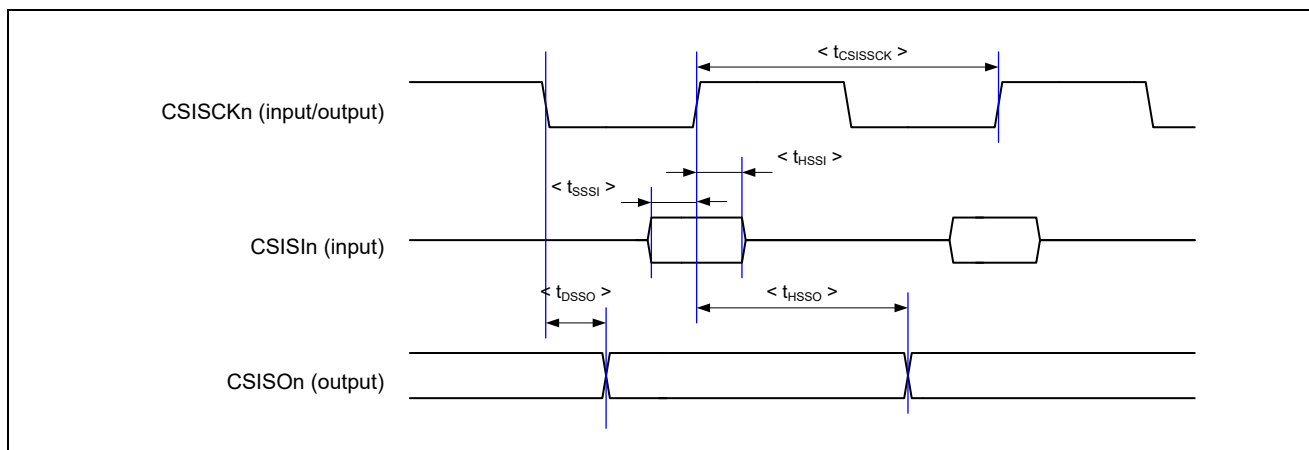 < tCSISSCK >
CSISCKn (input/output)
< tHSSI >
< tSSSI >
CSISIn (input)
< tDSSO >
< tHSSO >
CSISOn (output)